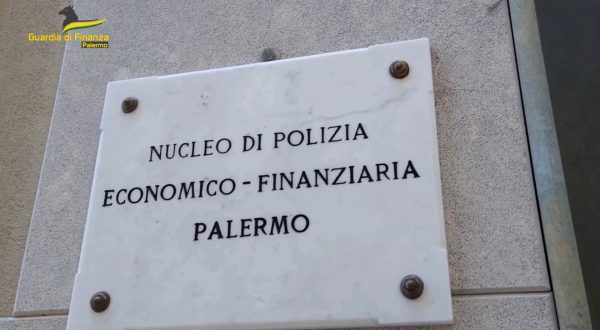 Guardia di Finanza
Palermo
NUCLEO DI POLIZIA
ECONOMICO-FINANZIARIA
PALERMO